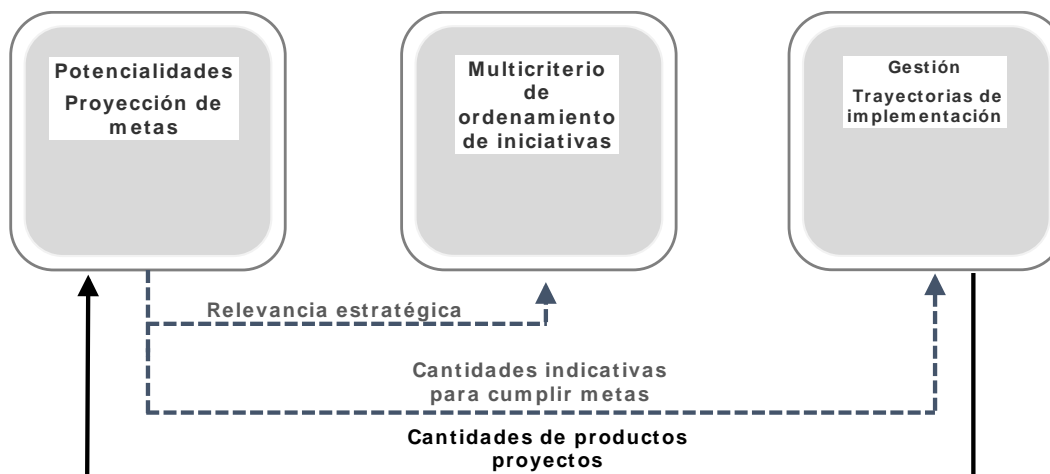 Potencialidades
Proyección de
metas
Multicriterio
de
ordenamiento
de iniciativas
Gestión
Trayectorias de
implementación
Relevancia estratégica
Cantidades indicativas
para cumplir metas
Cantidades de productos
proyectos